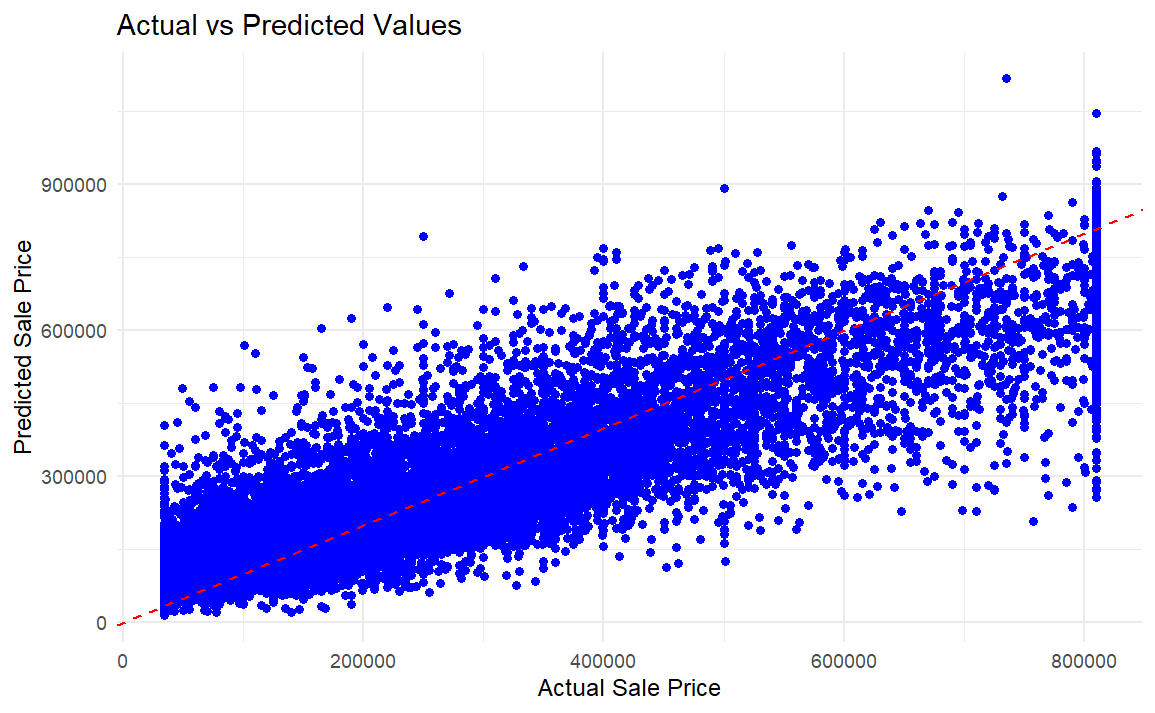 Actual vs Predicted Values
Predicted Sale Price
900000
600000
300000
0
0 200000 400000 600000 800000
Actual Sale Price